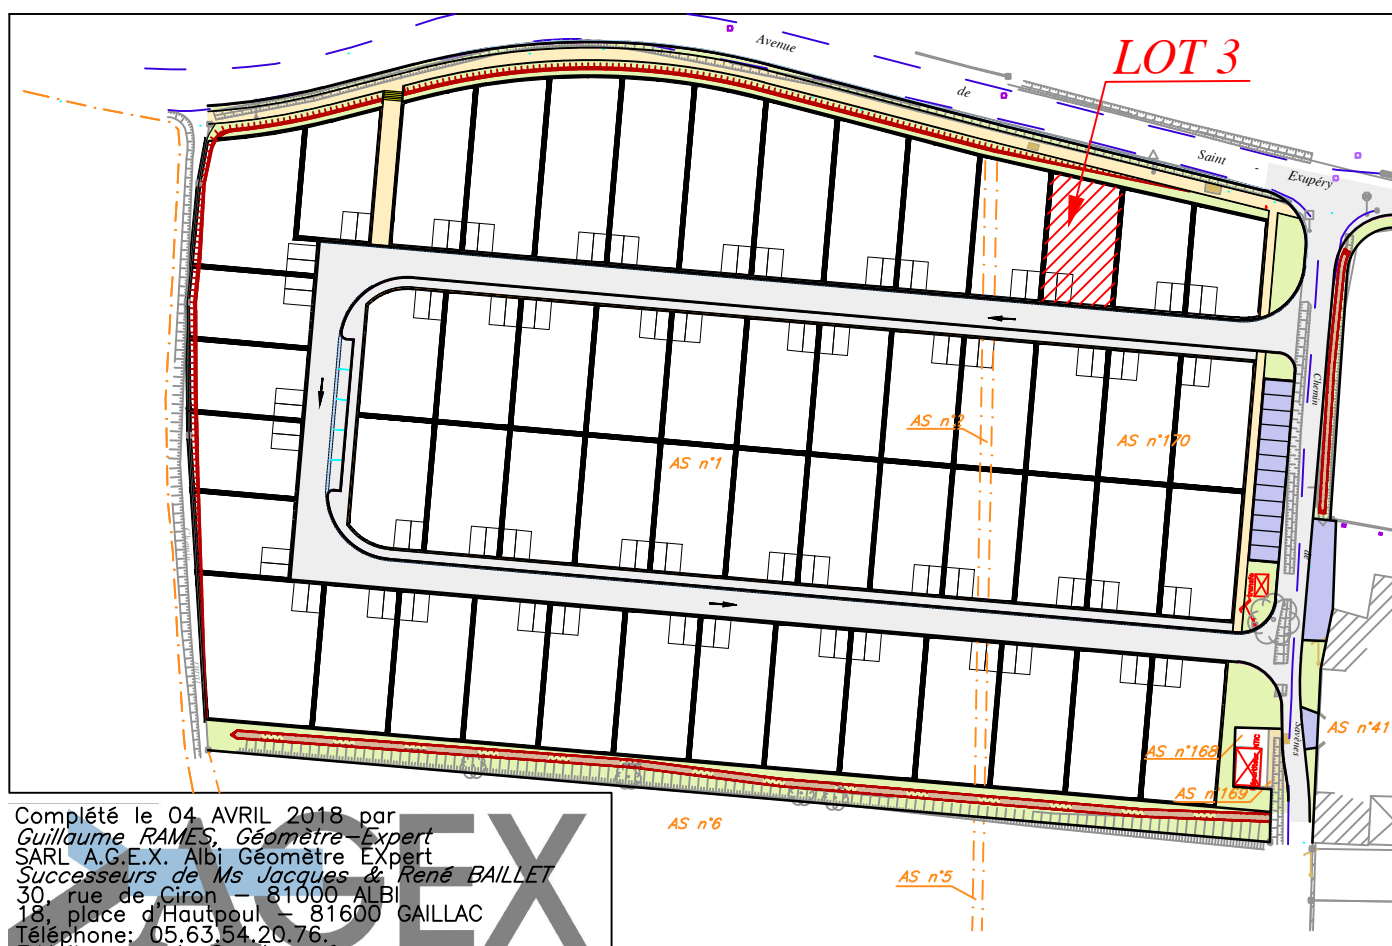 Avenue
de
Saint
-
Exupéry
LOT 3
Chemin
de
Savènes
AS n°2
AS n°170
AS n°1
AS n°41
AS n°168
AS n°169
AS n°6
AS n°5
Complété le 04 AVRIL 2018 par
Guillaume RAMES, Géomètre-Expert
SARL A.G.E.X. Albi Géomètre EXpert
Successeurs de Ms Jacques & René BAILLET
30, rue de Ciron - 81000 ALBI
18, place d'Hautpoul - 81600 GAILLAC
Téléphone: 05.63.54.20.76.
AGEX